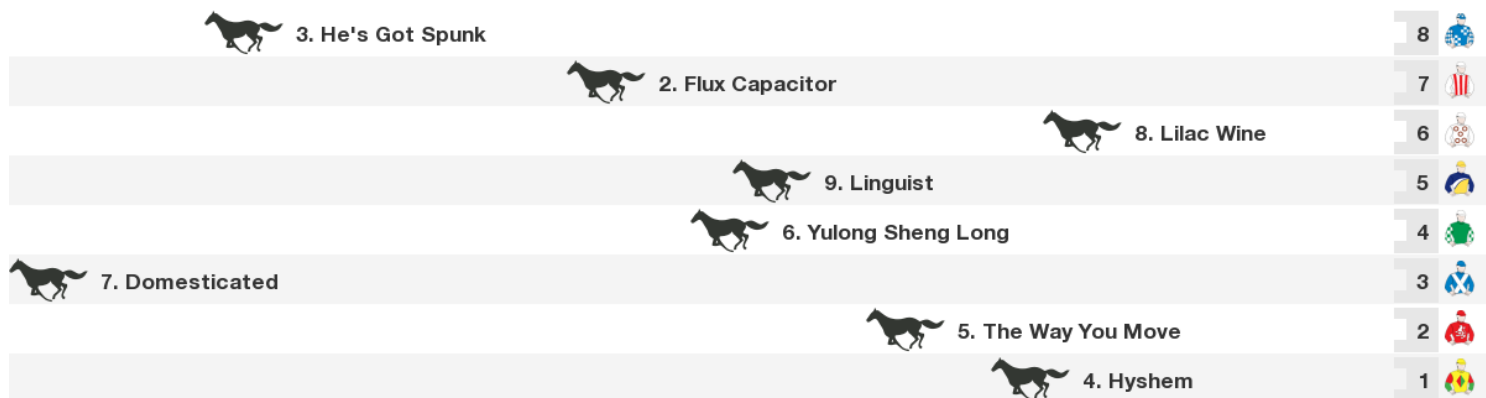 3. He's Got Spunk 8
2. Flux Capacitor 7
8. Lilac Wine 6
9. Linguist 5
6. Yulong Sheng Long 4
7. Domesticated 3
5. The Way You Move 2
4. Hyshem 1